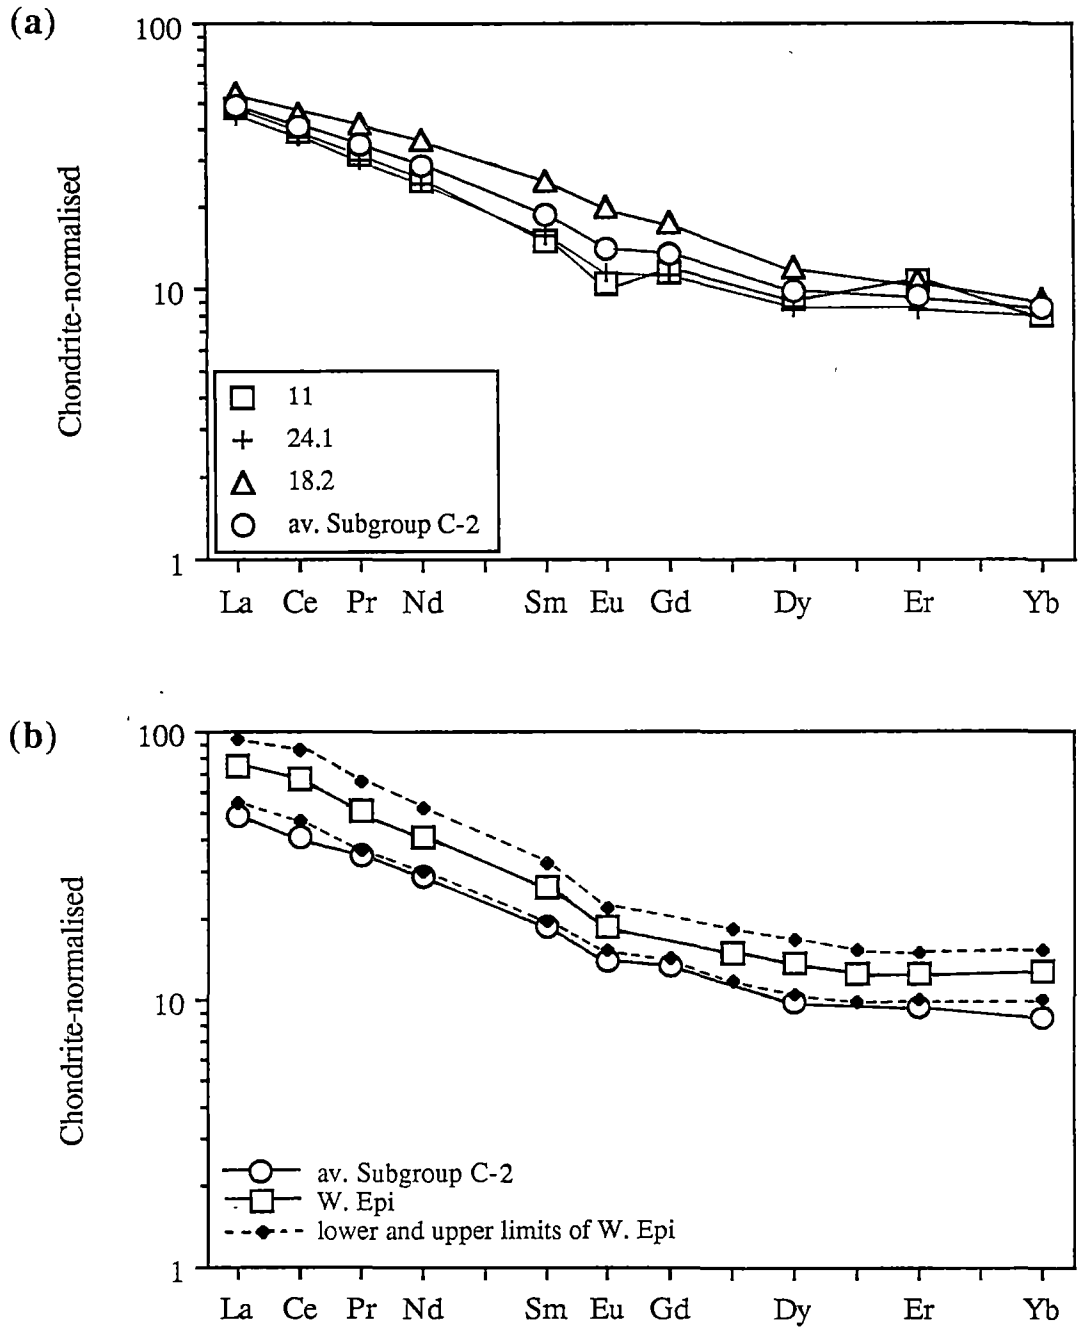 (a)
100
10
1
Chondrite-normalised
11
24.1
18.2
av. Subgroup C-2
La Ce Pr Nd Sm Eu Gd Dy Er Yb
(b)
100
10
1
Chondrite-normalised
av. Subgroup C-2
W. Epi
lower and upper limits of W. Epi
La Ce Pr Nd Sm Eu Gd Dy Er Yb